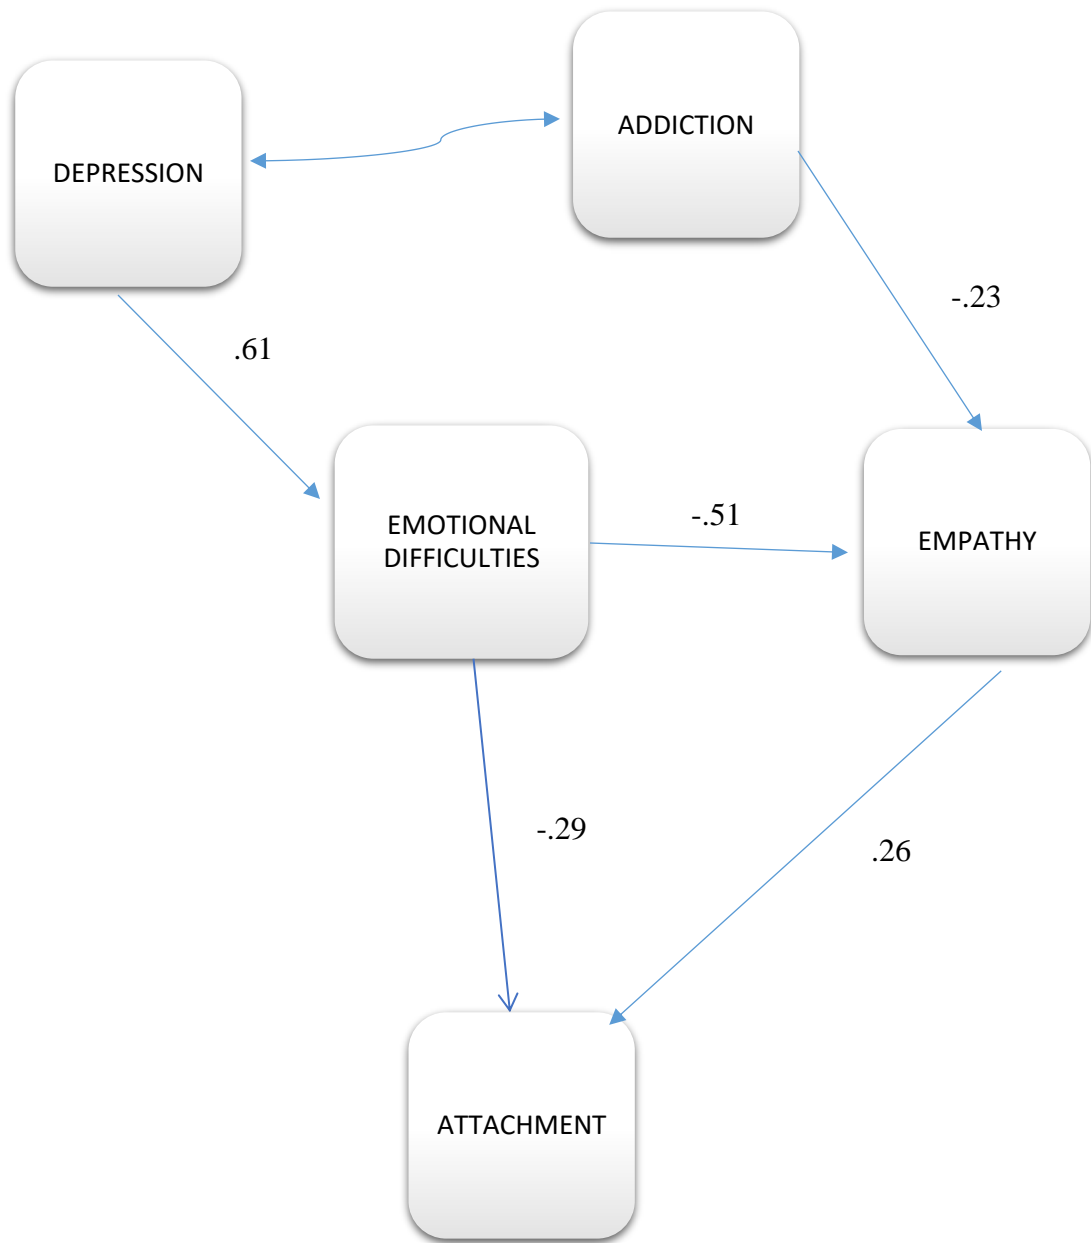 ADDICTION
DEPRESSION
-.23
.61
EMOTIONAL
DIFFICULTIES
-.51
EMPATHY
-.29
.26
ATTACHMENT